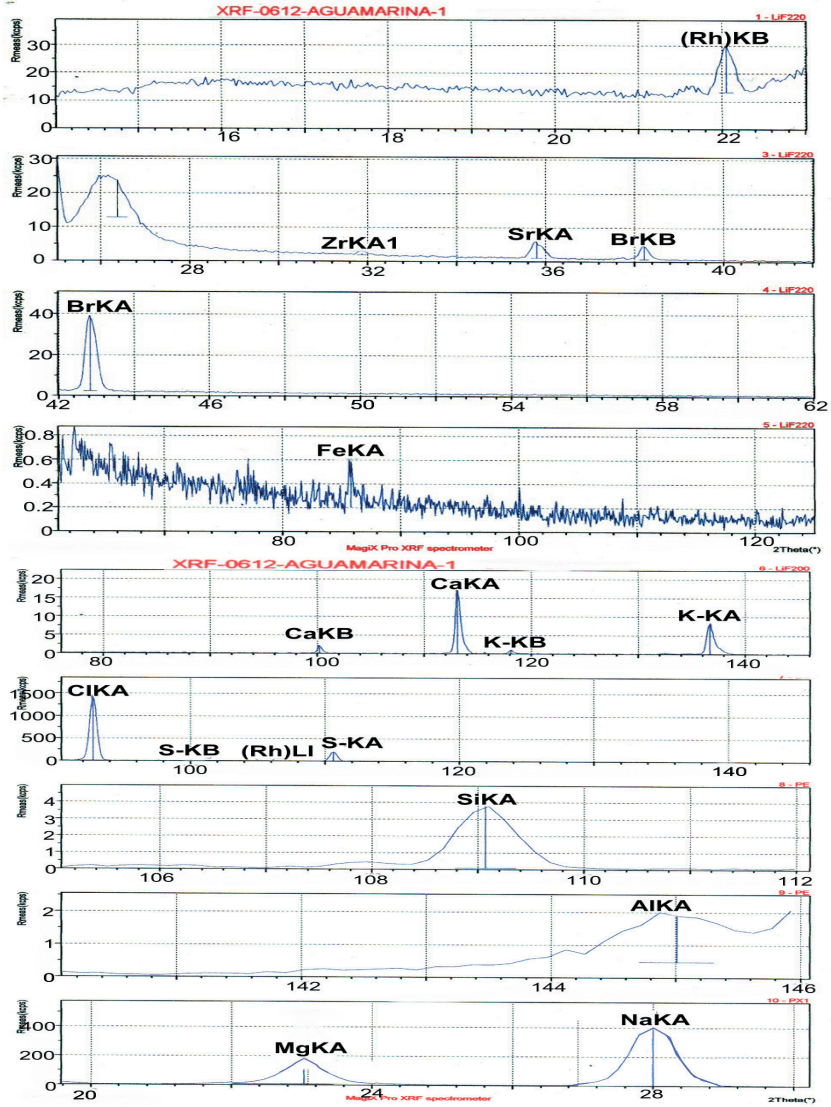 XRF-0612-AGUAMARINA-1
1 - LiF220
Rmeas(kcps)
(Rh)KB
30
20
10
0
16 18 20 22
3 - LiF220
Rmeas(kcps)
30
20
10
0
ZrKA1 SrKA BrKB
28 32 36 40
4 - LiF220
Rmeas(kcps)
BrKA
40
20
0
42 46 50 54 58 62
5 - LiF220
Rmeas(kcps)
FeKA
0.8
0.6
0.4
0.2
0
80 100 120
MagiX Pro XRF spectrometer 2Theta(°)
XRF-0612-AGUAMARINA-1
6 - LiF200
Rmeas(kcps)
20
15
10
5
0
CaKB CaKA K-KB K-KA
80 100 120 140
Rmeas(kcps)
ClKA
1500
1000
500
0
S-KB (Rh)LI S-KA
100 120 140
8 - PE
Rmeas(kcps)
SiKA
4
3
2
1
0
106 108 110 112
9 - PE
Rmeas(kcps)
AlKA
2
1
0
142 144 146
10 - PX1
Rmeas(kcps)
400
200
0
MgKA NaKA
20 24 28
MagiX Pro XRF spectrometer 2Theta(°)